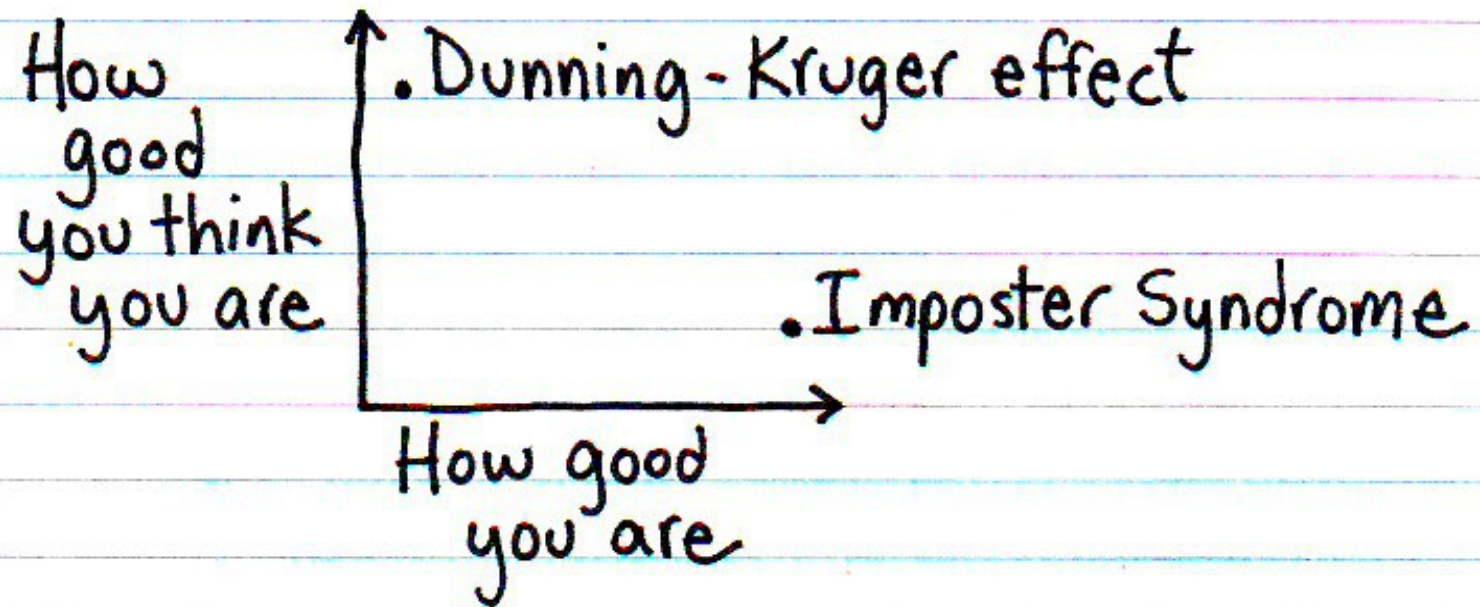 How
good
you think
you are
.Dunning-Kruger effect
.Imposter Syndrome
How good
you are